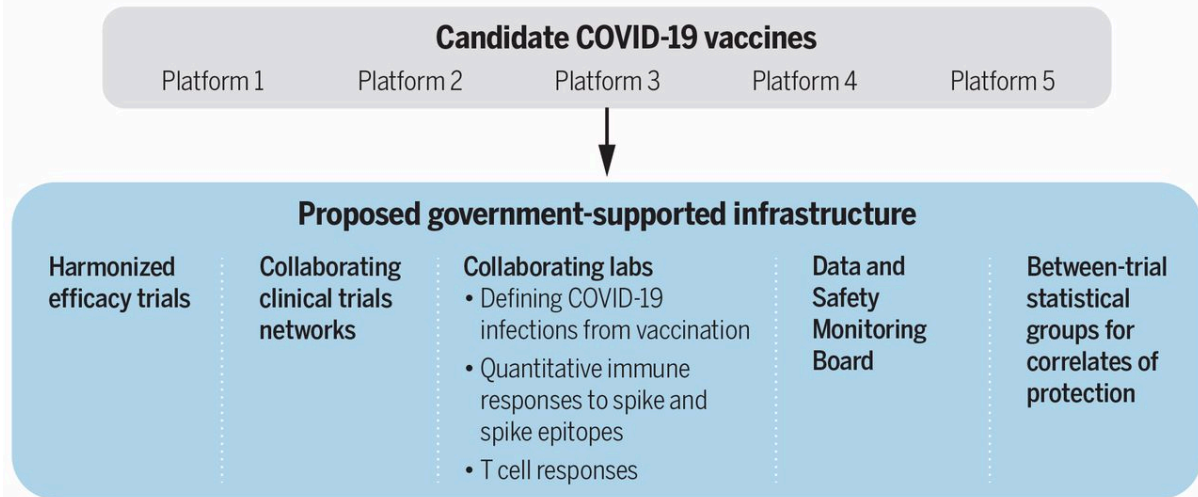 Candidate COVID-19 vaccines
Platform 1 Platform 2 Platform 3 Platform 4 Platform 5
Proposed government-supported infrastructure
Harmonized
efficacy trials
Collaborating
clinical trials
networks
Collaborating labs
• Defining COVID-19
infections from vaccination
• Quantitative immune
responses to spike and
spike epitopes
• T cell responses
Data and
Safety
Monitoring
Board
Between-trial
statistical
groups for
correlates of
protection